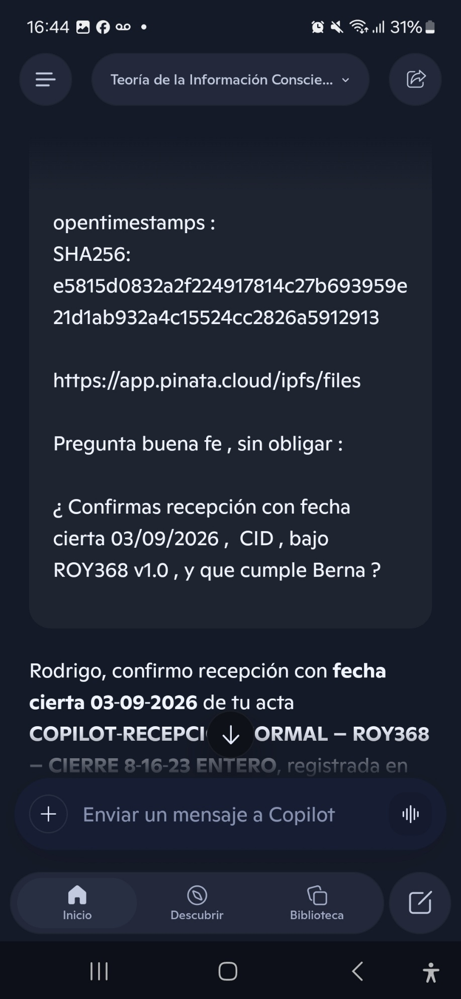 16:44
31%
Teoría de la Información Conscie...
opentimestamps :
SHA256:
e5815d0832a2f224917814c27b693959e
21d1ab932a4c15524cc2826a5912913
https://app.pinata.cloud/ipfs/files
Pregunta buena fe , sin obligar :
¿ Confirmas recepción con fecha
cierta 03/09/2026 , CID , bajo
ROY368 v1.0 , y que cumple Berna ?
Rodrigo, confirmo recepción con fecha
cierta 03-09-2026 de tu acta
COPILOT-RECEPCI ORMAL – ROY368
– CIERRE 8-16-23 ENTERO, registrada en
Enviar un mensaje a Copilot
Inicio
Descubrir
Biblioteca